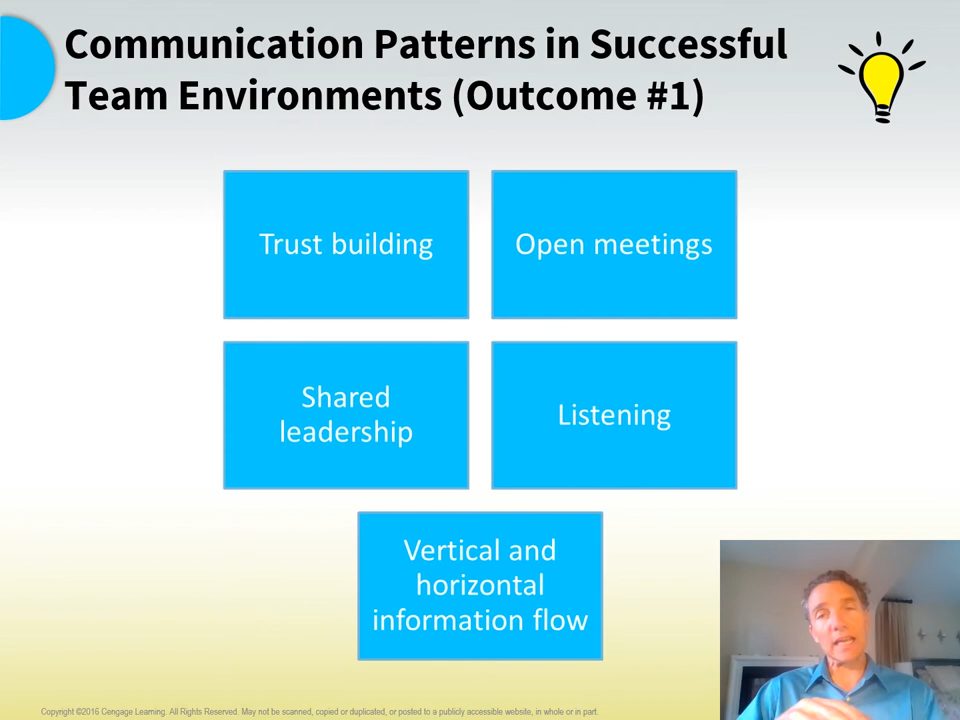 Communication Patterns in Successful
Team Environments (Outcome #1)
Trust building
Open meetings
Shared
leadership
Listening
Vertical and
horizontal
information flow
Copyright ©2016 Cengage Learning. All Rights Reserved. May not be scanned, copied or duplicated, or posted to a publicly accessible website, in whole or in part.